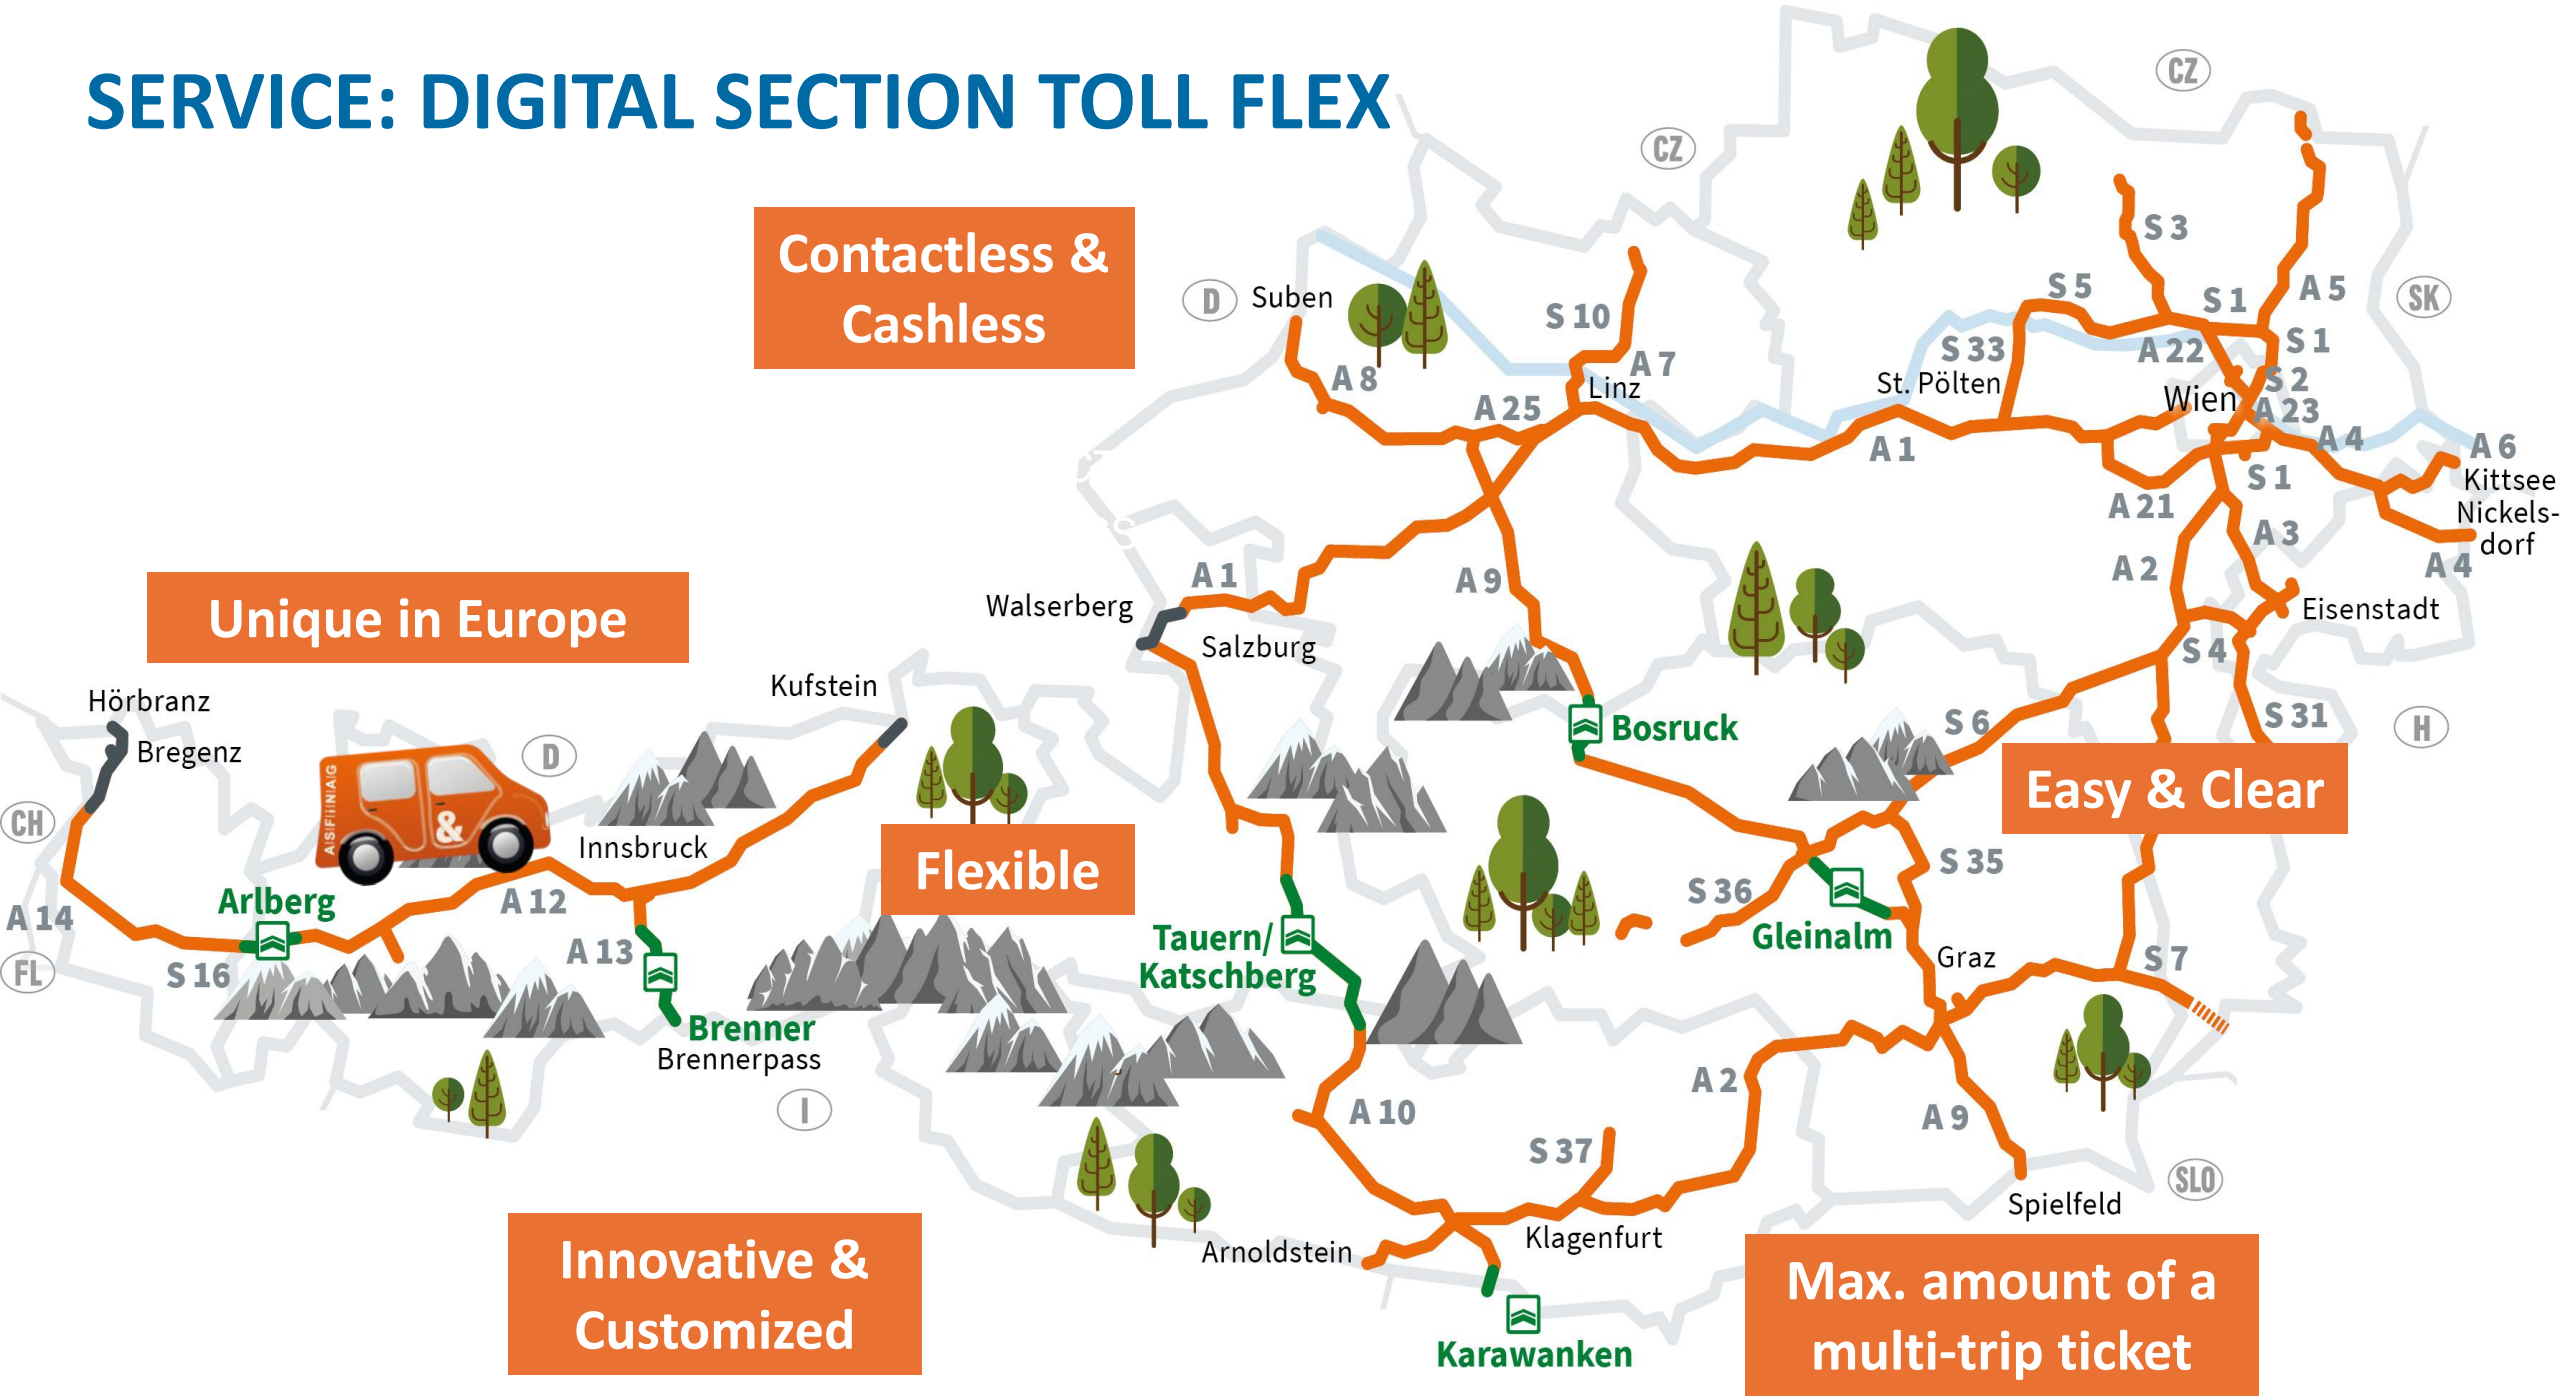 SERVICE: DIGITAL SECTION TOLL FLEX
CZ
CZ
Contactless &
Cashless
S 3
D
Suben
S 10
S 5
S 1
A 5
SK
A 8
A 7
Linz
S 33
St. Pölten
A 22
S 1
S 2
Wien
A 23
A 25
A 1
A 4
A 6
Kittsee
Nickels-
dorf
A 4
S 1
A 21
A 3
A 2
Unique in Europe
Walserberg
A 1
A 9
Salzburg
Eisenstadt
S 4
Hörbranz
Bregenz
Kufstein
D
Bosruck
S 6
S 31
H
ASFiNAG
&
CH
Innsbruck
Flexible
Easy & Clear
A 14
FL
Arlberg
S 16
A 12
A 13
Brenner
Brennerpass
I
Tauern/
Katschberg
S 36
S 35
Gleinalm
Graz
S 7
A 10
A 2
A 9
S 37
SLO
Spielfeld
Arnoldstein
Klagenfurt
Karawanken
Innovative &
Customized
Max. amount of a
multi-trip ticket